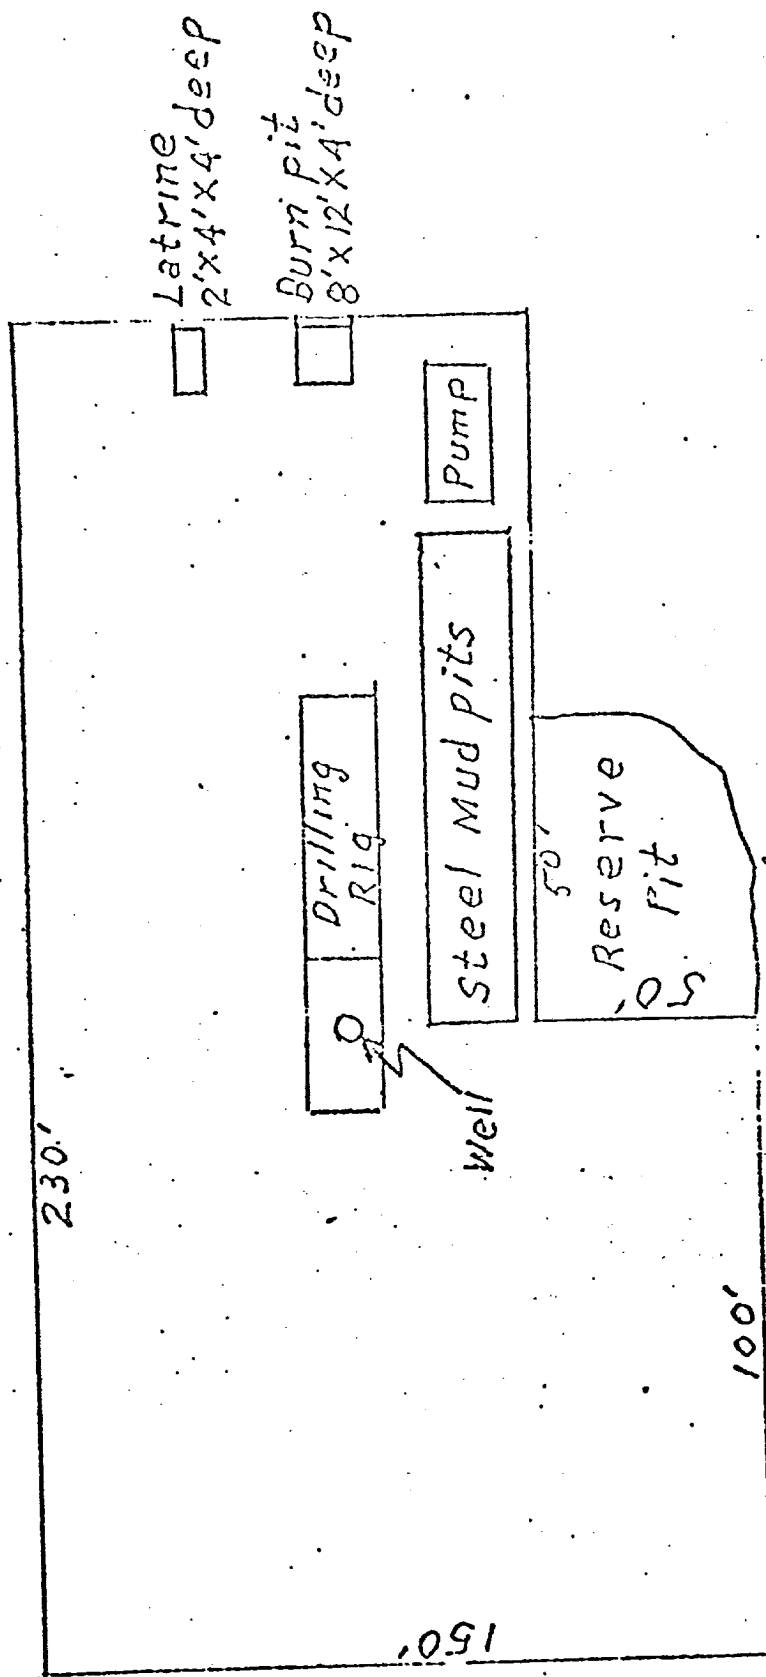 Latrine
2'x4'x4' deep
Burn pit
8'x12'x4' deep
230.'
Drilling
Rig
Pump
Steel Mud pits
Well
50'
Reserve
Pit
50'
150'
100'